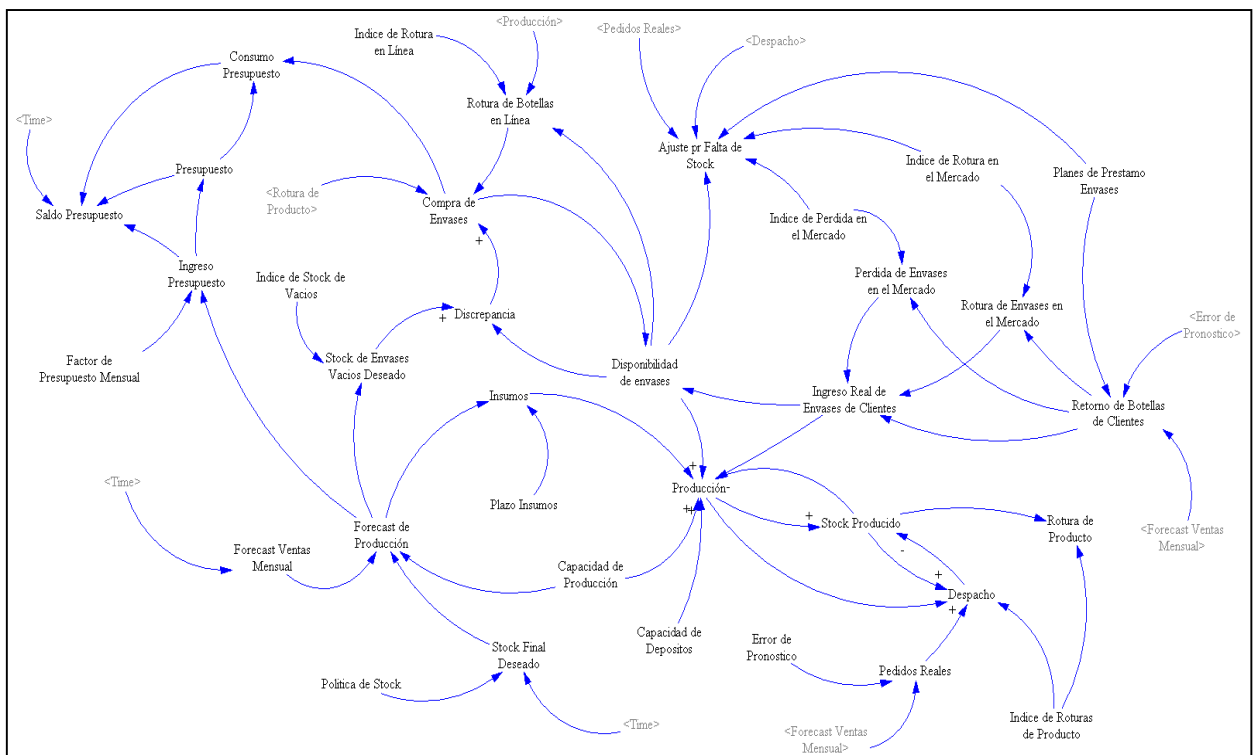 <Producción>
<Pedidos Reales>
Indice de Rotura
en Línea
<Despacho>
Consumo
Presupuesto
Rotura de Botellas
en Línea
<Time>
Ajuste pr Falta de
Stock
Indice de Rotura en
el Mercado
Planes de Prestamo
Envases
Presupuesto
<Rotura de
Producto>
Compra de
Envases
Saldo Presupuesto
Indice de Perdida en
el Mercado
+
Ingreso
Presupuesto
Indice de Stock de
Vacios
Perdida de Envases
en el Mercado
Rotura de Envases en
el Mercado
+
Discrepancia
<Error de
Pronostico>
Factor de
Presupuesto Mensual
Stock de Envases
Vacios Deseado
Disponibilidad
de envases
Insumos
Ingreso Real de
Envases de Clientes
Retorno de Botellas
de Clientes
+
<Time>
Producción-
Plazo Insumos
++
+
Stock Producido
Rotura de
Producto
Forecast de
Producción
<Forecast Ventas
Mensual>
-
Forecast Ventas
Mensual
Capacidad de
Producción
+
Despacho
+
Capacidad de
Depositos
Error de
Pronostico
Stock Final
Deseado
Pedidos Reales
Politica de Stock
<Time>
<Forecast Ventas
Mensual>
Indice de Roturas
de Producto